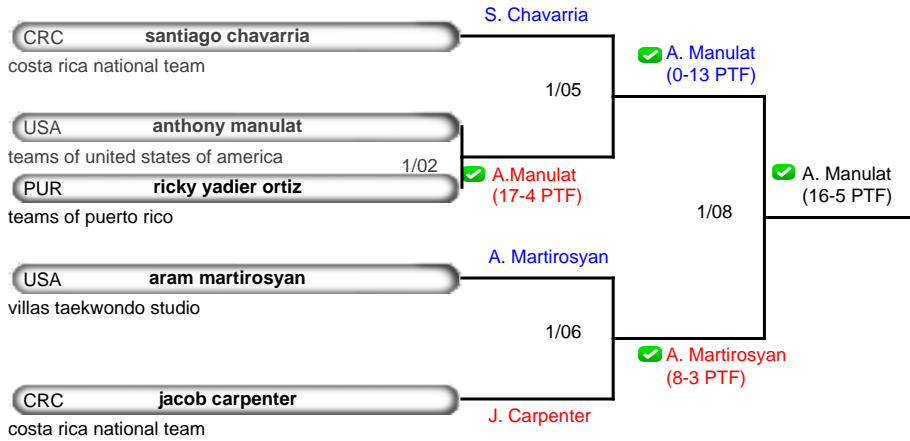 S. Chavarria
CRC santiago chavarria
costa rica national team
A. Manulat
(0-13 PTF)
1/05
USA anthony manulat
teams of united states of america
1/02
A.Manulat
(17-4 PTF)
PUR ricky yadier ortiz
teams of puerto rico
A. Manulat
(16-5 PTF)
1/08
A. Martirosyan
USA aram martirosyan
villas taekwondo studio
1/06
A. Martirosyan
(8-3 PTF)
CRC jacob carpenter
J. Carpenter
costa rica national team